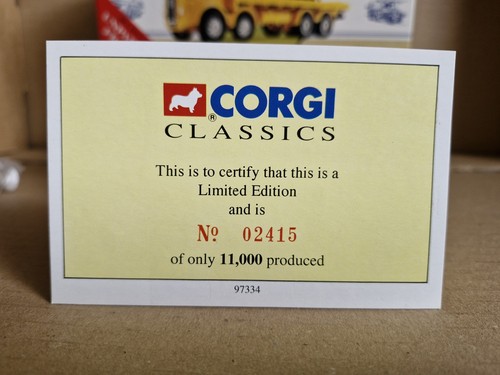 CORGI
®
CLASSICS
This is to certify that this is a
Limited Edition
and is
Nº 02415
of only 11,000 produced
97334